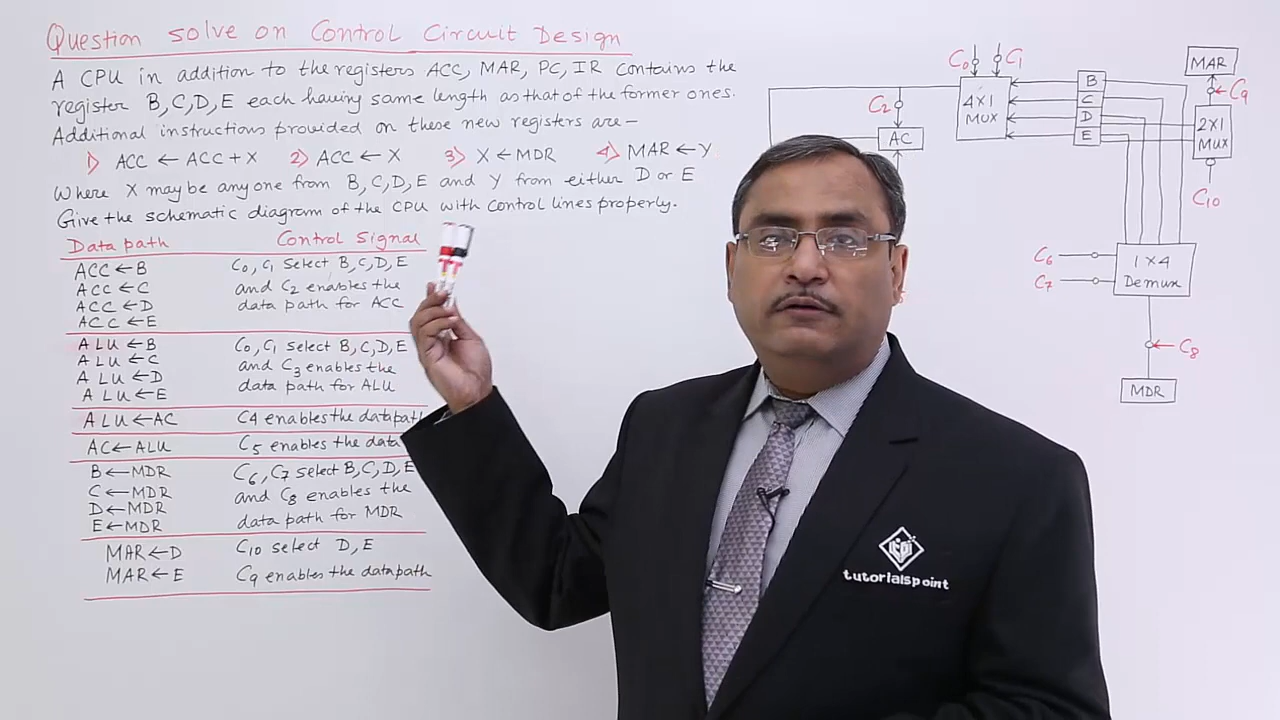 Question solve on Control Circuit Design
A CPU in addition to the registers ACC, MAR, PC, IR contains the
register B,C,D,E each having same length as that of the former ones.
Additional instructions provided on these new registers are—
1) ACC ← ACC+X 2) ACC ← X 3) X ← MDR 4) MAR ← Y
Where X may be any one from B,C,D,E and Y from either D or E
Give the schematic diagram of the CPU with control lines properly.
Data path Control Signal
ACC ← B C0, C1 select B,C,D,E
ACC ← C and C2 enables the
ACC ← D data path for ACC
ACC ← E
ALU ← B C0, C1 select B,C,D,E
ALU ← C and C3 enables the
ALU ← D data path for ALU
ALU ← E
ALU ← AC C4 enables the datapath
AC ← ALU C5 enables the data
B ← MDR C6, C7 select B,C,D,E
C ← MDR and C8 enables the
D ← MDR data path for MDR
E ← MDR
MAR ← D C10 select D,E
MAR ← E C9 enables the datapath
C0 C1
4X1
MUX
C2
AC
B
C
D
E
MAR
C9
2X1
MUX
C10
C6
C7
1X4
Demux
C8
MDR
tutorialspoint